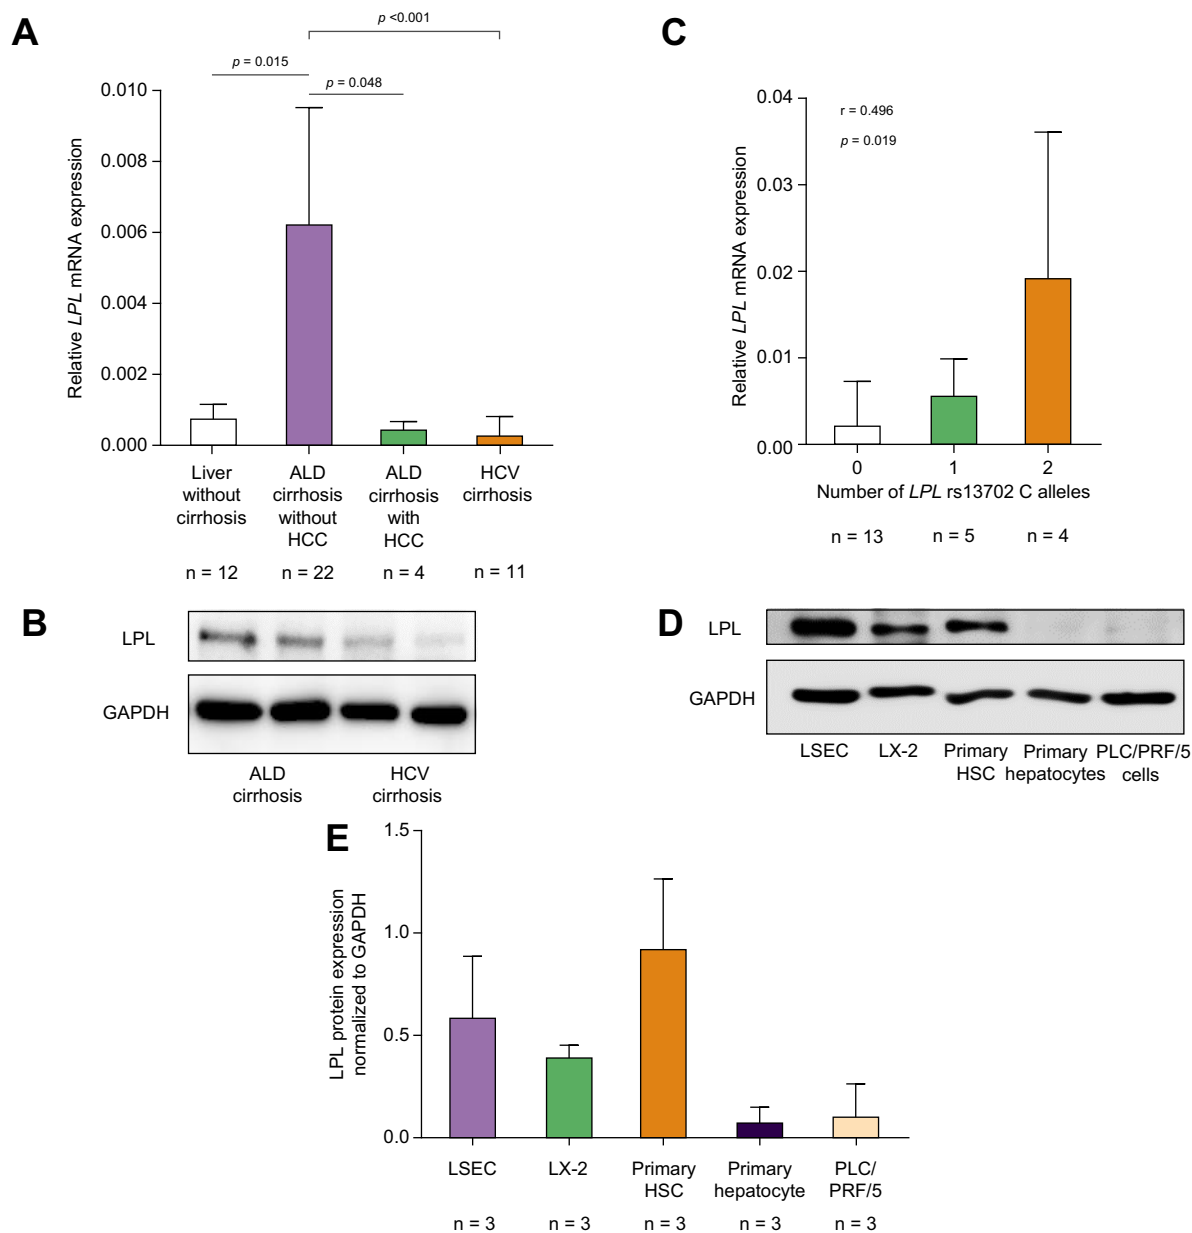 A
p <0.001
p = 0.015
p = 0.048
Relative LPL mRNA expression
0.010
0.008
0.006
0.004
0.002
0.000
Liver without cirrhosis
ALD cirrhosis without HCC
ALD cirrhosis with HCC
HCV cirrhosis
n = 12
n = 22
n = 4
n = 11
C
r = 0.496
p = 0.019
Relative LPL mRNA expression
0.04
0.03
0.02
0.01
0.00
0
1
2
Number of LPL rs13702 C alleles
n = 13
n = 5
n = 4
B
LPL
GAPDH
ALD cirrhosis
HCV cirrhosis
D
LPL
GAPDH
LSEC
LX-2
Primary HSC
Primary hepatocytes
PLC/PRF/5 cells
E
LPL protein expression
normalized to GAPDH
1.5
1.0
0.5
0.0
LSEC
LX-2
Primary HSC
Primary hepatocyte
PLC/ PRF/5
n = 3
n = 3
n = 3
n = 3
n = 3